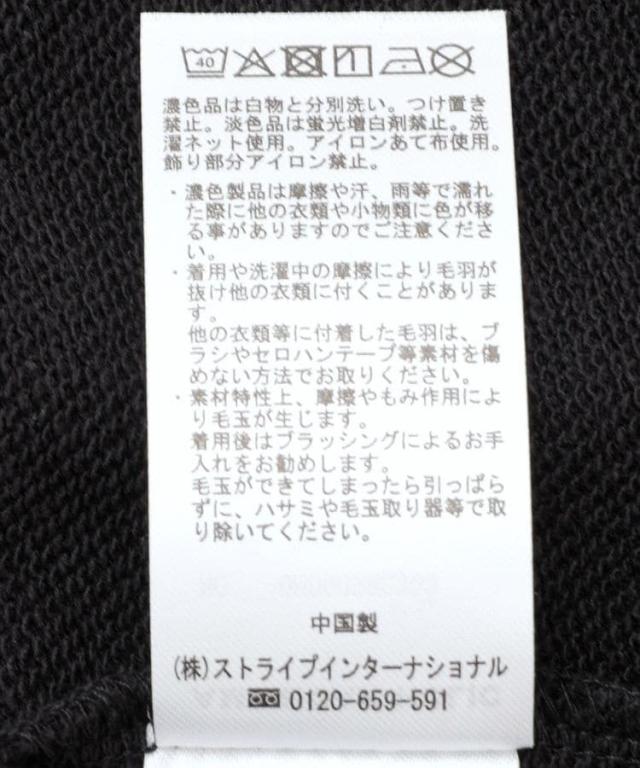 40
濃色品は白物と分別洗い。つけ置き
禁止。淡色品は蛍光増白剤禁止。洗
濯ネット使用。アイロンあて布使用。
飾り部分アイロン禁止。
・濃色製品は摩擦や汗、雨等で濡れ
た際に他の衣類や小物類に色が移
る事がありますのでご注意くださ
い。
・着用や洗濯中の摩擦により毛羽が
抜け他の衣類に付くことがありま
す。
他の衣類等に付着した毛羽は、ブ
ラシやセロハンテープ等素材を傷
めない方法でお取りください。
・素材特性上、摩擦やもみ作用によ
り毛玉が生じます。
着用後はブラッシングによるお手
入れをお勧めします。
毛玉ができてしまったら引っぱら
ずに、ハサミや毛玉取り器等で取
り除いてください。
中国製
(株)ストライプインターナショナル
0120-659-591